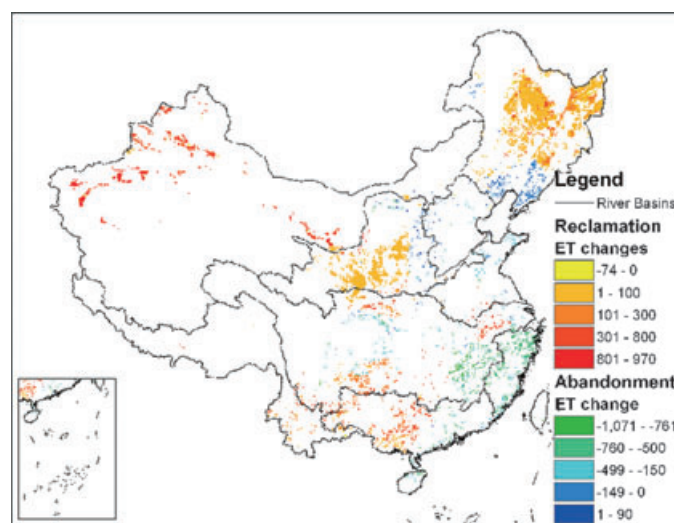 Legend
River Basins
Reclamation
ET changes
-74 - 0
1 - 100
101 - 300
301 - 800
801 - 970
Abandonment
ET change
-1,071 - -761
-760 - -500
-499 - -150
-149 - 0
1 - 90